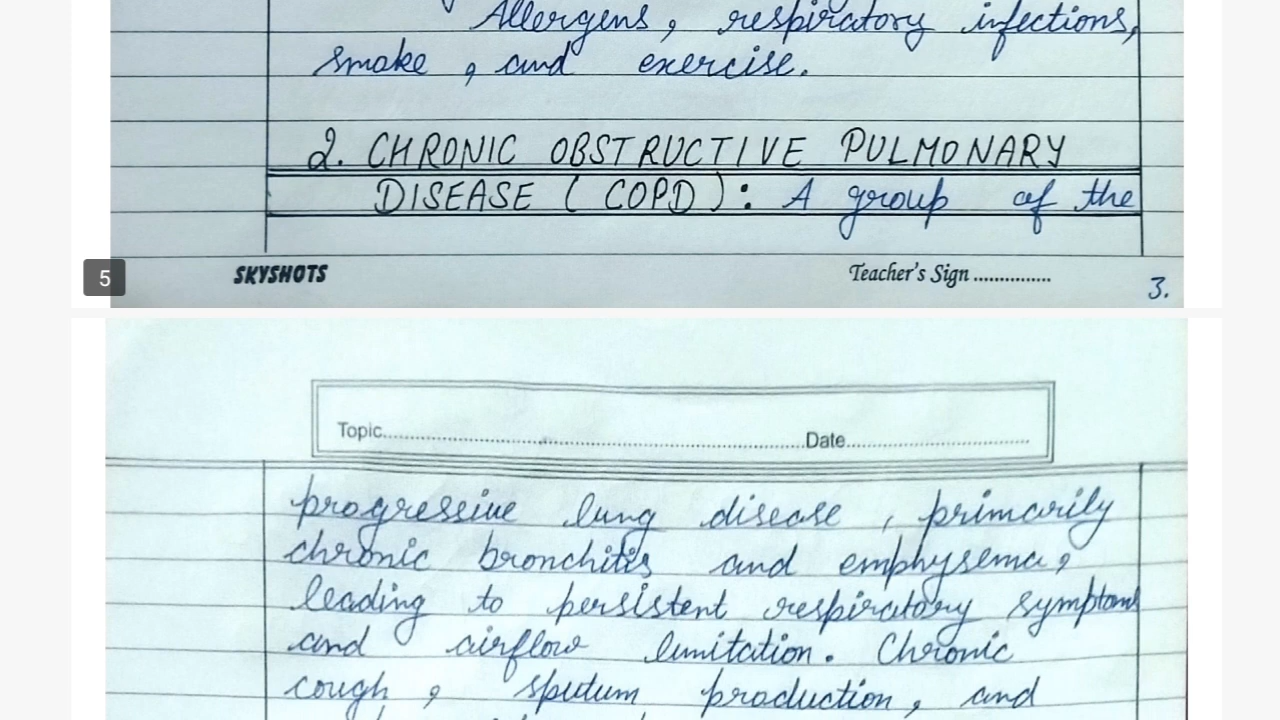 Allergens, respiratory infections,
smoke, and exercise.
2. CHRONIC OBSTRUCTIVE PULMONARY
DISEASE (COPD): A group of the
5
SKYSHOTS
Teacher's Sign ...............
3.
Topic..........................................................................................Date.......................................
progressive lung disease, primarily
chronic bronchitis and emphysema,
leading to persistent respiratory symptoms
and airflow limitation. Chronic
cough, sputum production, and